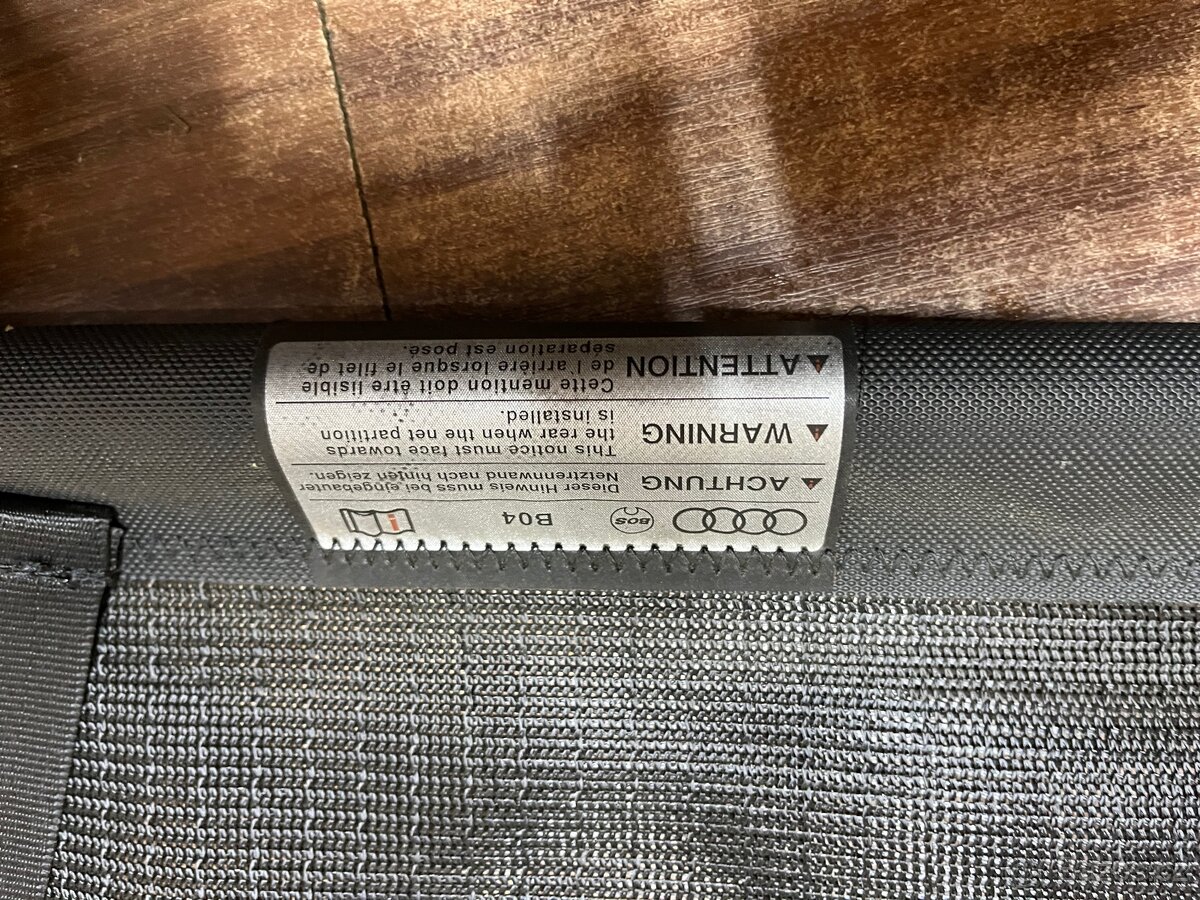 BOS B04 i
ACHTUNG Dieser Hinweis muss bei eingebauter
Netztrennwand nach hinten zeigen.
WARNING This notice must face towards
the rear when the net partition
is installed.
ATTENTION Cette mention doit être lisible
de l'arrière lorsque le filet de
séparation est posé.